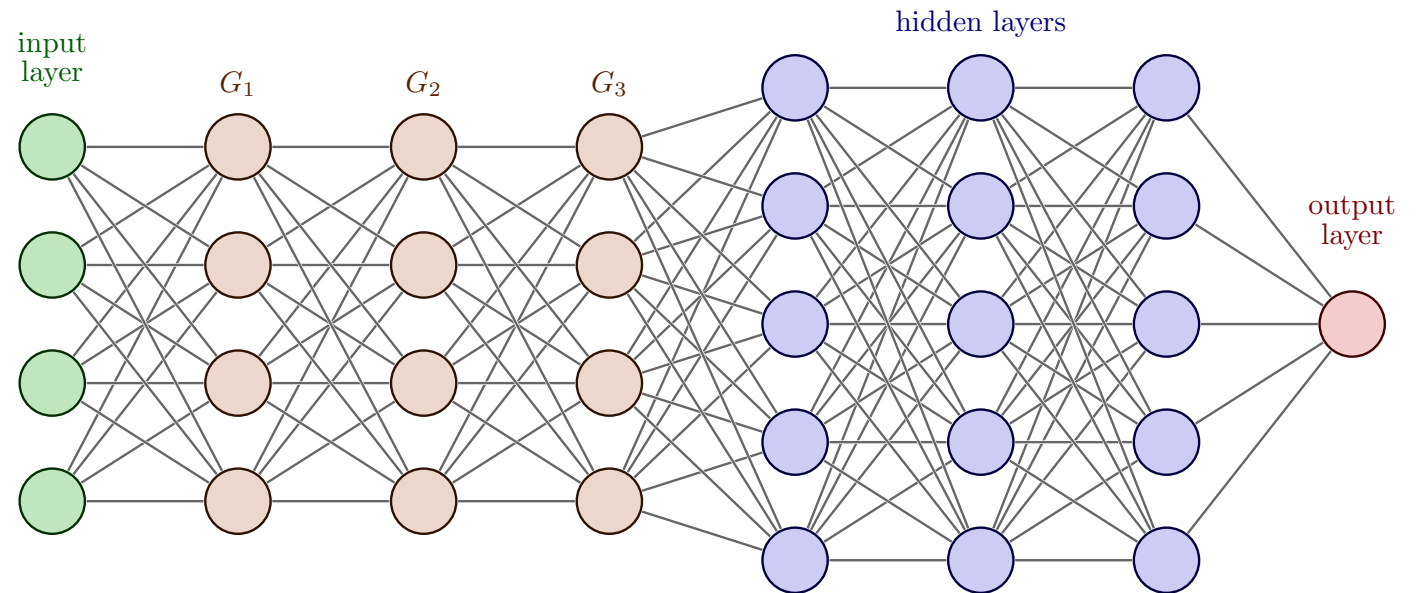 input
layer
G₁
G₂
G₃
hidden layers
output
layer